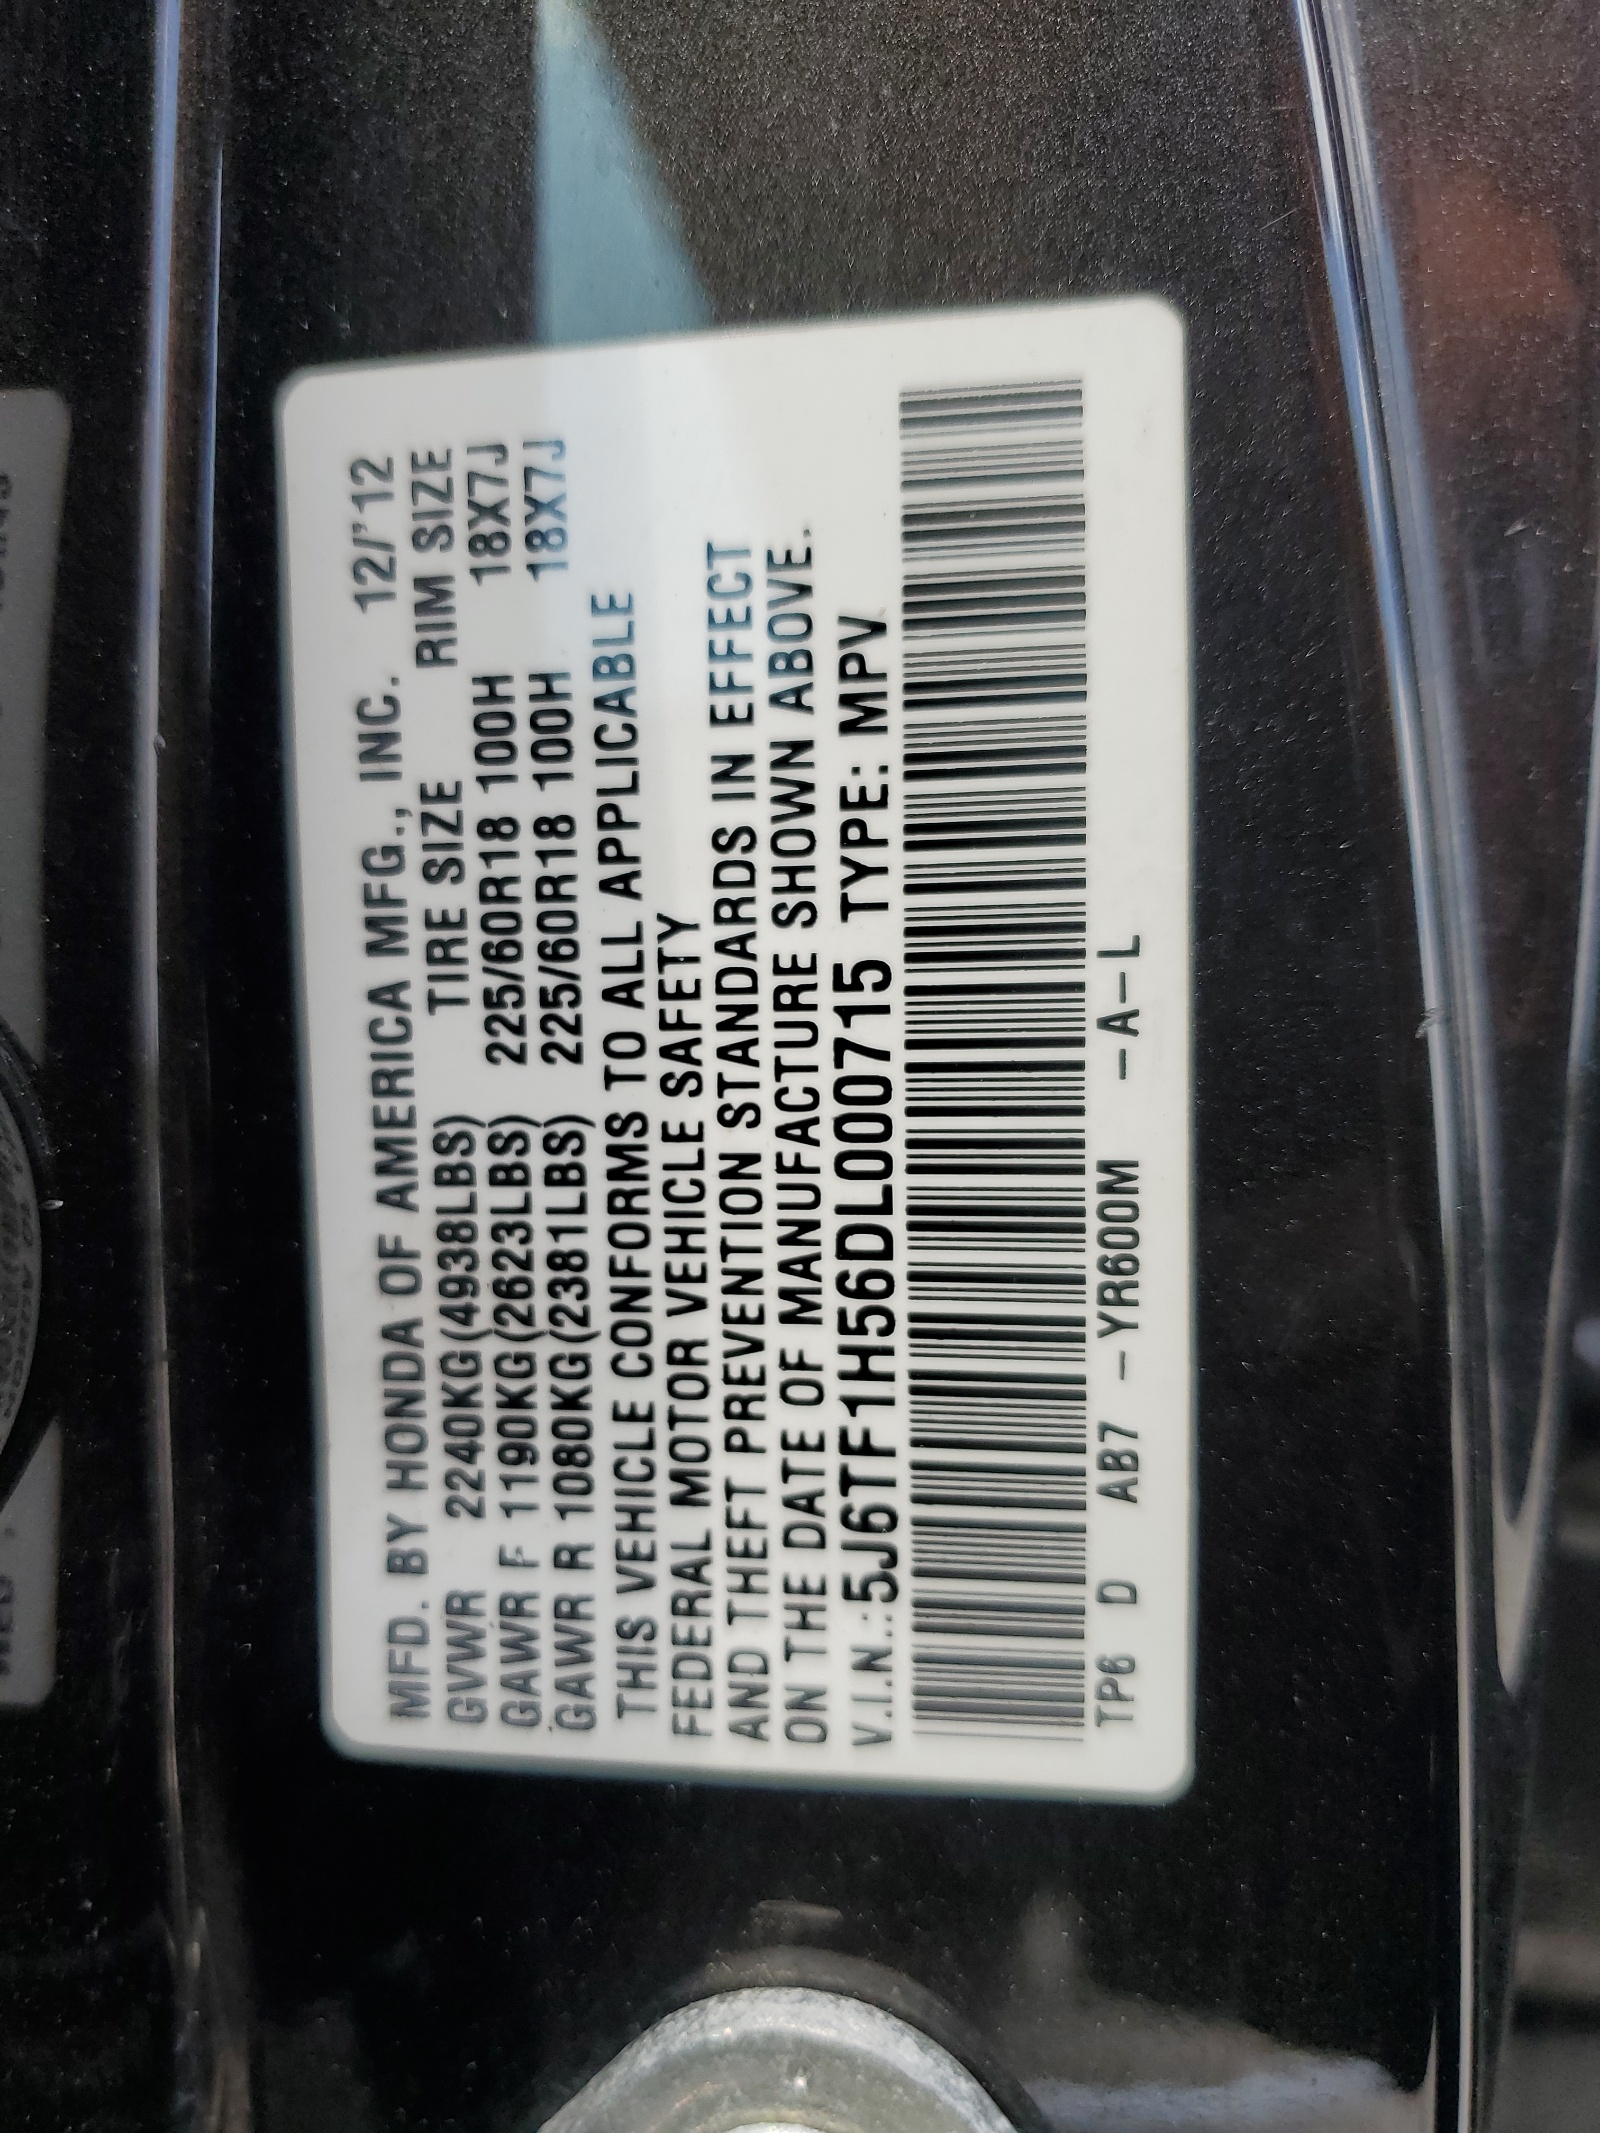 MFD. BY HONDA OF AMERICA MFG., INC. 12/'12
GVWR 2240KG(4938LBS) TIRE SIZE RIM SIZE
GAWR F 1190KG(2623LBS) 225/60R18 100H 18X7J
GAWR R 1080KG(2381LBS) 225/60R18 100H 18X7J
THIS VEHICLE CONFORMS TO ALL APPLICABLE
FEDERAL MOTOR VEHICLE SAFETY
AND THEFT PREVENTION STANDARDS IN EFFECT
ON THE DATE OF MANUFACTURE SHOWN ABOVE.
V.I.N.:5J6TF1H56DL000715 TYPE: MPV
TP6 D AB7 -YR600M -A-L